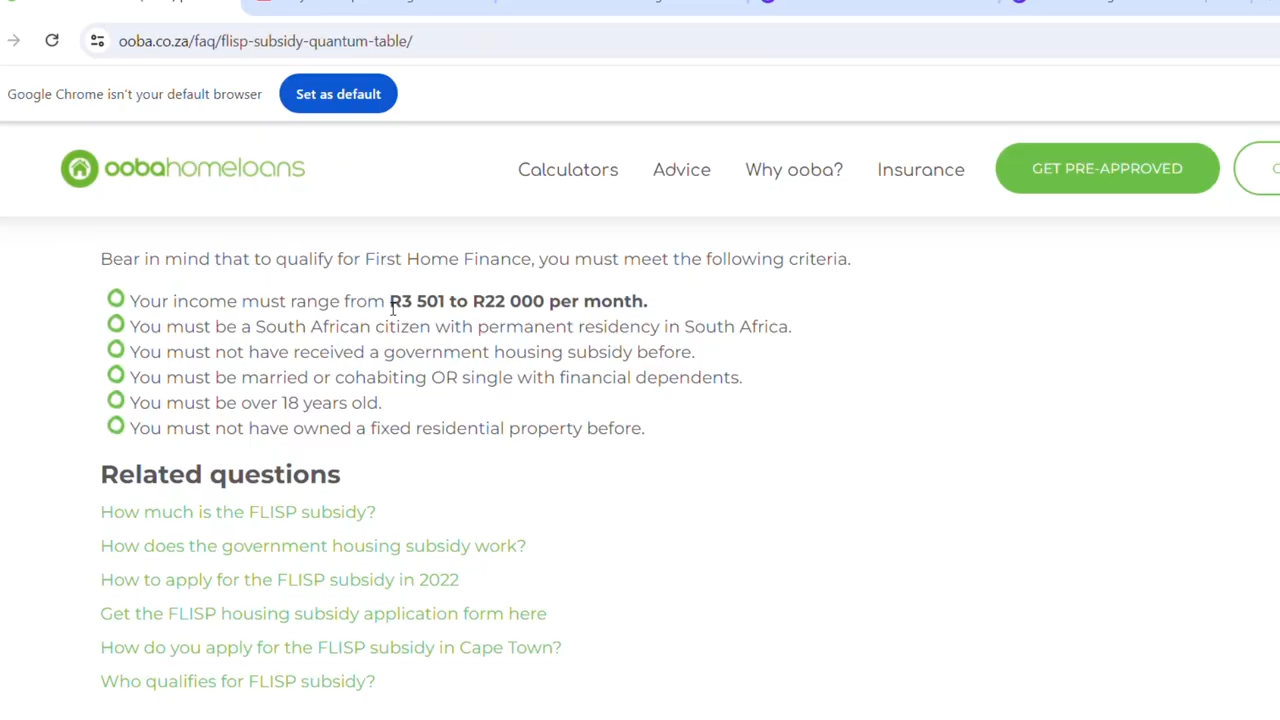 ooba.co.za/faq/flisp-subsidy-quantum-table/
Google Chrome isn't your default browser Set as default
oobahomeloans Calculators Advice Why ooba? Insurance GET PRE-APPROVED
Bear in mind that to qualify for First Home Finance, you must meet the following criteria.
Your income must range from R3 501 to R22 000 per month.
You must be a South African citizen with permanent residency in South Africa.
You must not have received a government housing subsidy before.
You must be married or cohabiting OR single with financial dependents.
You must be over 18 years old.
You must not have owned a fixed residential property before.
Related questions
How much is the FLISP subsidy?
How does the government housing subsidy work?
How to apply for the FLISP subsidy in 2022
Get the FLISP housing subsidy application form here
How do you apply for the FLISP subsidy in Cape Town?
Who qualifies for FLISP subsidy?